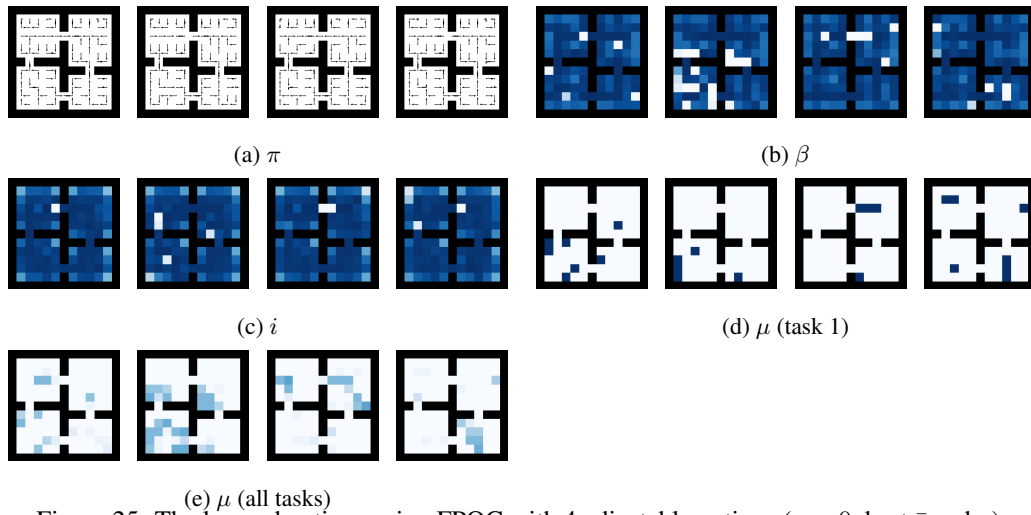 (a) π
(b) β
(c) i
(d) μ (task 1)
(e) μ (all tasks)